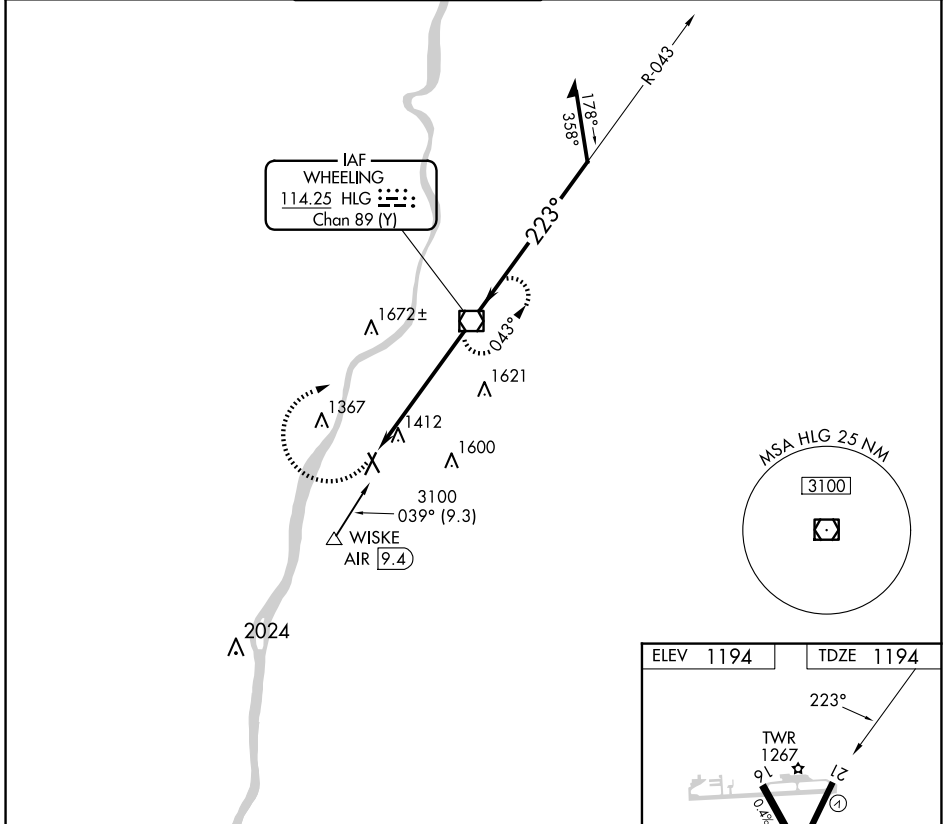 R-043
178°
358°
IAF
WHEELING
114.25 HLG
Chan 89 (Y)
223°
043°
1672±
1621
1367
1412
1600
3100
039° (9.3)
WISKE
AIR 9.4
MSA HLG 25 NM
3100
2024
ELEV 1194
TDZE 1194
223°
TWR
1267
16
21
V
0.4%